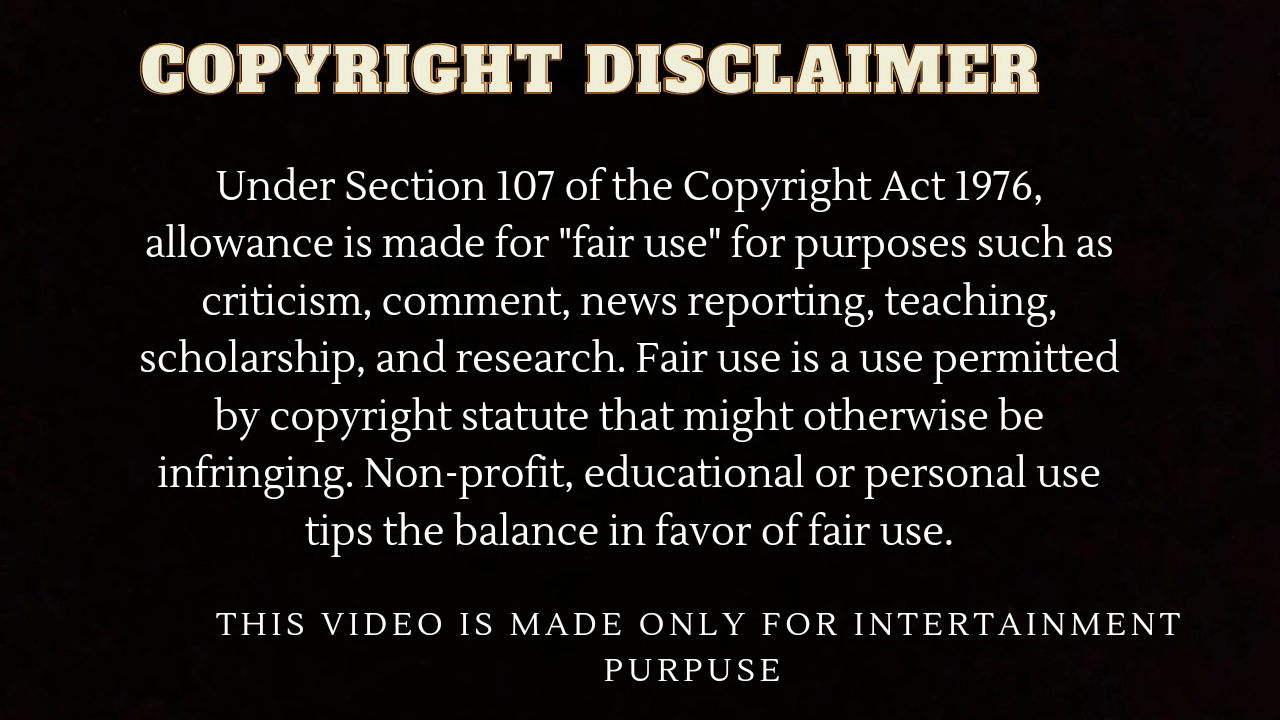 COPYRIGHT DISCLAIMER
Under Section 107 of the Copyright Act 1976,
allowance is made for "fair use" for purposes such as
criticism, comment, news reporting, teaching,
scholarship, and research. Fair use is a use permitted
by copyright statute that might otherwise be
infringing. Non-profit, educational or personal use
tips the balance in favor of fair use.
THIS VIDEO IS MADE ONLY FOR INTERTAINMENT
PURPUSE